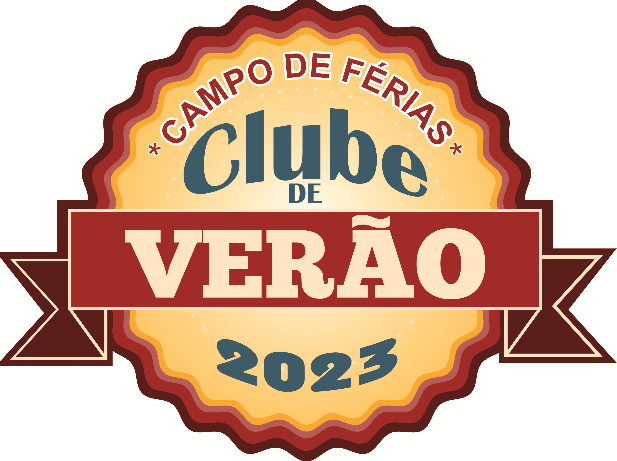 * CAMPO DE FÉRIAS *
Clube
DE
VERÃO
2023